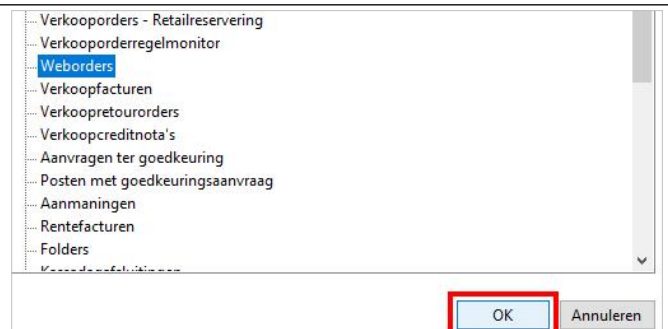 Verkooporders - Retailreservering
Verkooporderregelmonitor
Weborders
Verkoopfacturen
Verkoopretourorders
Verkoopcreditnota's
Aanvragen ter goedkeuring
Posten met goedkeuringsaanvraag
Aanmaningen
Rentefacturen
Folders
OK Annuleren